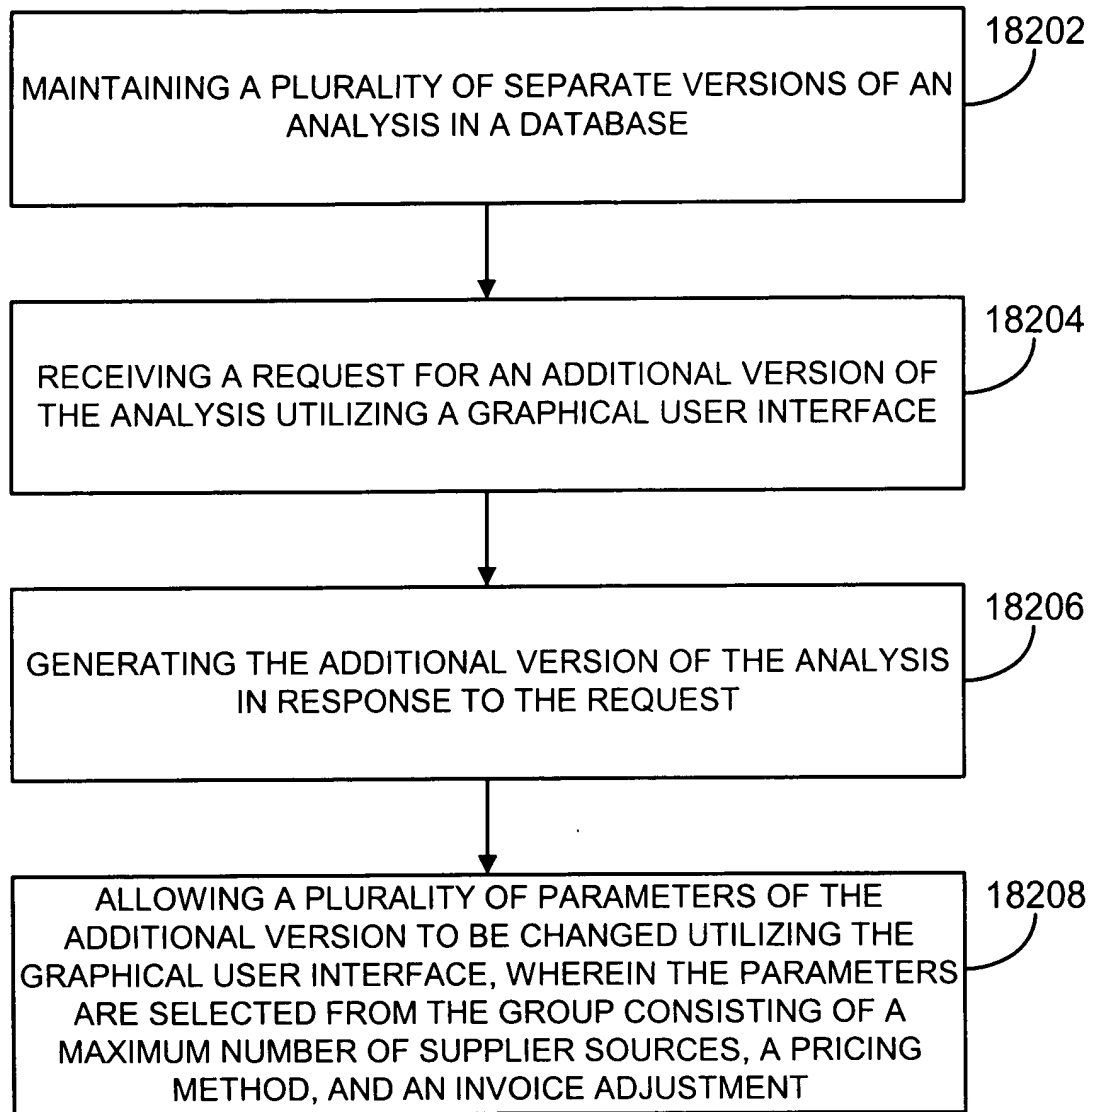 18202
MAINTAINING A PLURALITY OF SEPARATE VERSIONS OF AN
ANALYSIS IN A DATABASE
18204
RECEIVING A REQUEST FOR AN ADDITIONAL VERSION OF
THE ANALYSIS UTILIZING A GRAPHICAL USER INTERFACE
18206
GENERATING THE ADDITIONAL VERSION OF THE ANALYSIS
IN RESPONSE TO THE REQUEST
18208
ALLOWING A PLURALITY OF PARAMETERS OF THE
ADDITIONAL VERSION TO BE CHANGED UTILIZING THE
GRAPHICAL USER INTERFACE, WHEREIN THE PARAMETERS
ARE SELECTED FROM THE GROUP CONSISTING OF A
MAXIMUM NUMBER OF SUPPLIER SOURCES, A PRICING
METHOD, AND AN INVOICE ADJUSTMENT